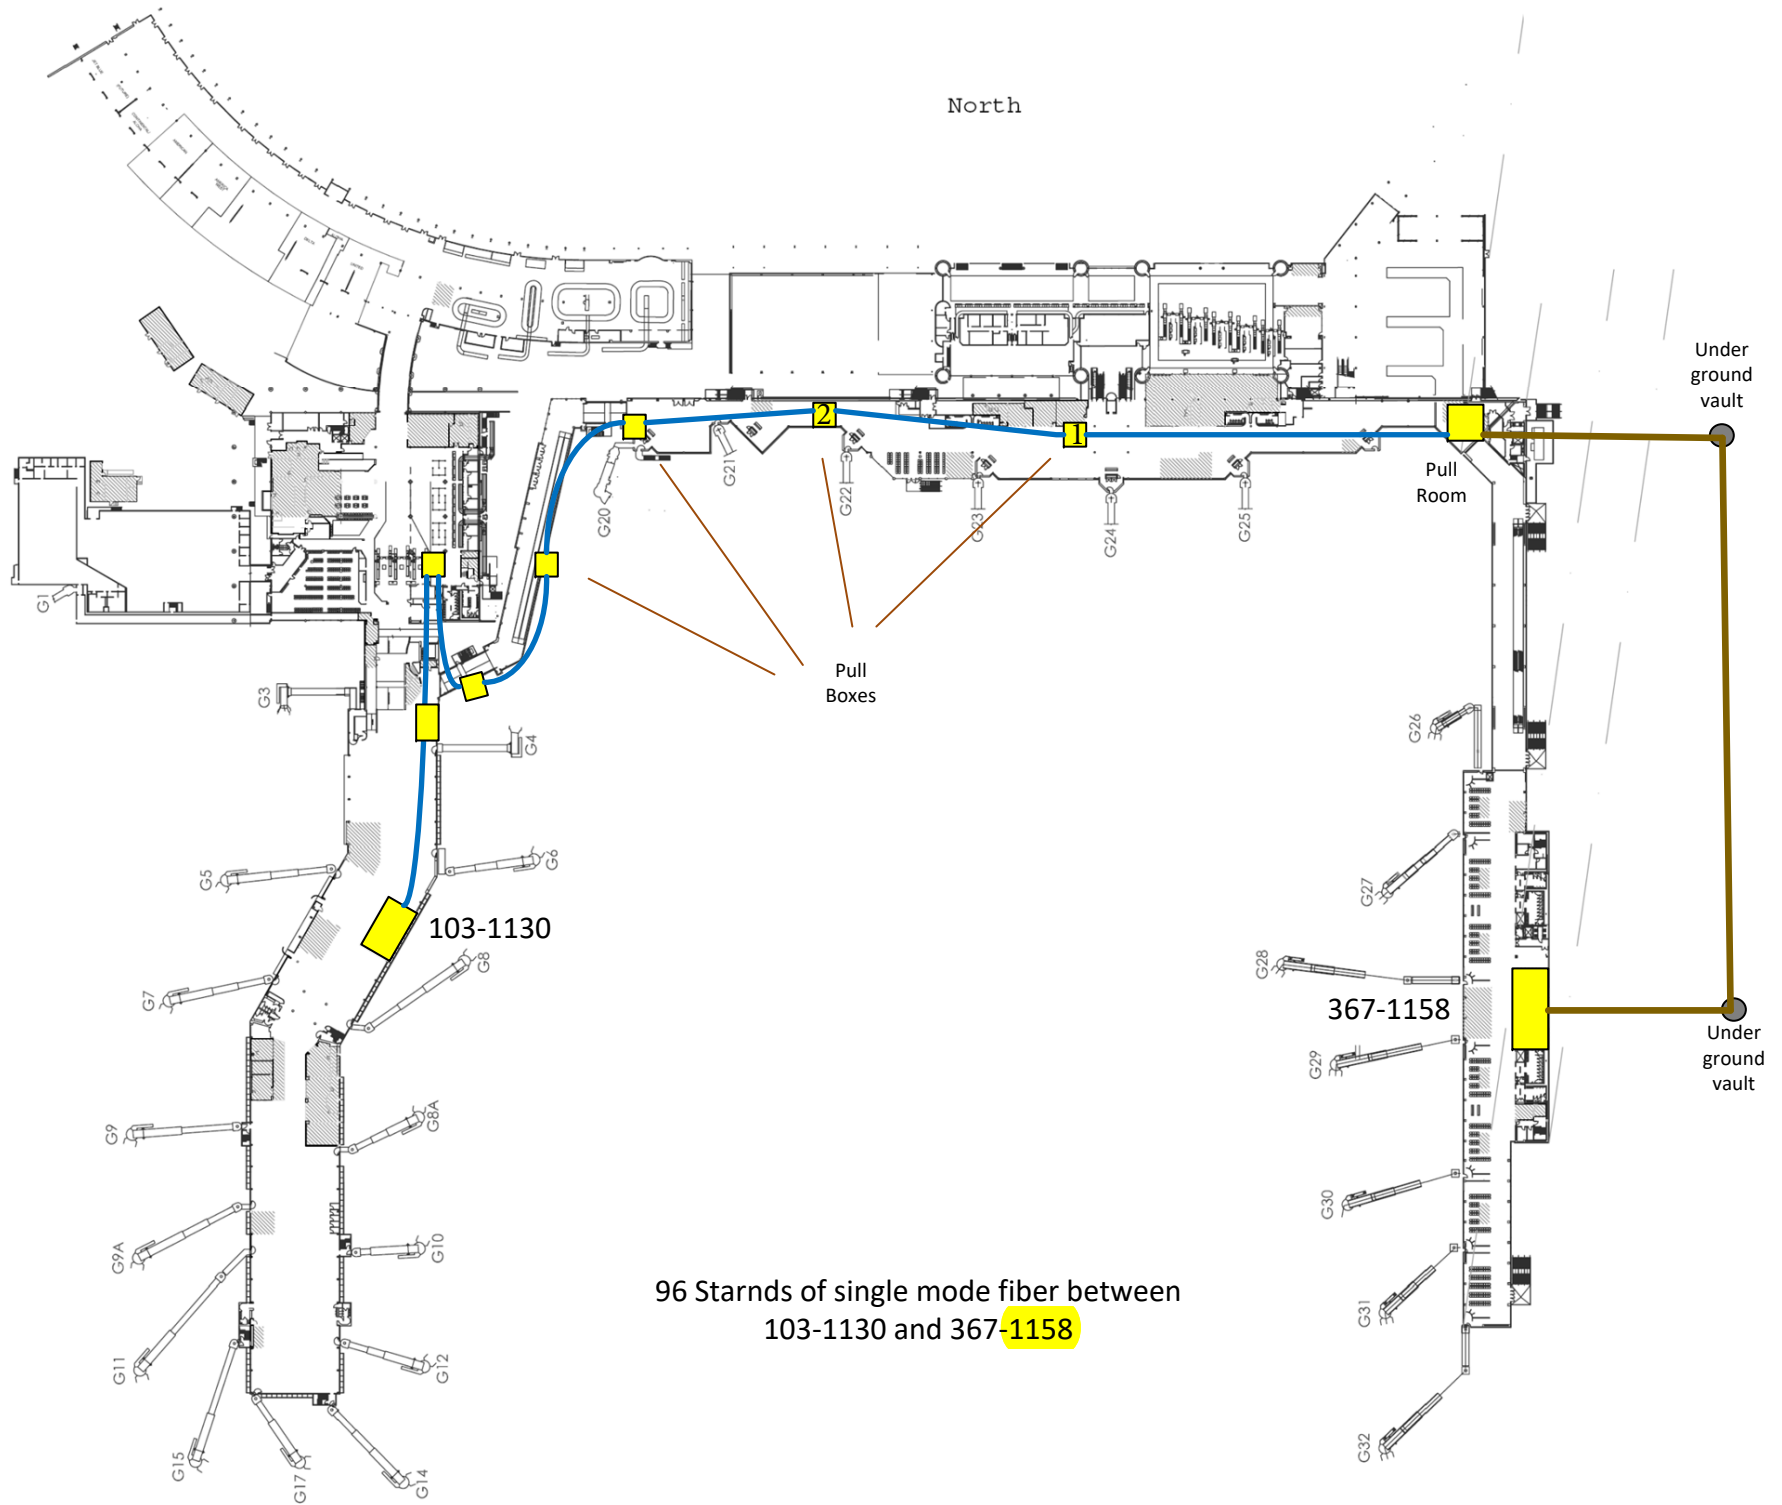 North
Under
ground
vault
2
1
Pull
Room
G20
G21
G22
G23
G24
G25
G1
Pull
Boxes
G3
G4
G26
G5
G6
G27
103-1130
G7
G8
G28
367-1158
G29
Under
ground
vault
G9
G8A
G30
G9A
G10
G31
96 Starnds of single mode fiber between
103-1130 and 367-1158
G11
G12
G32
G15
G17
G14